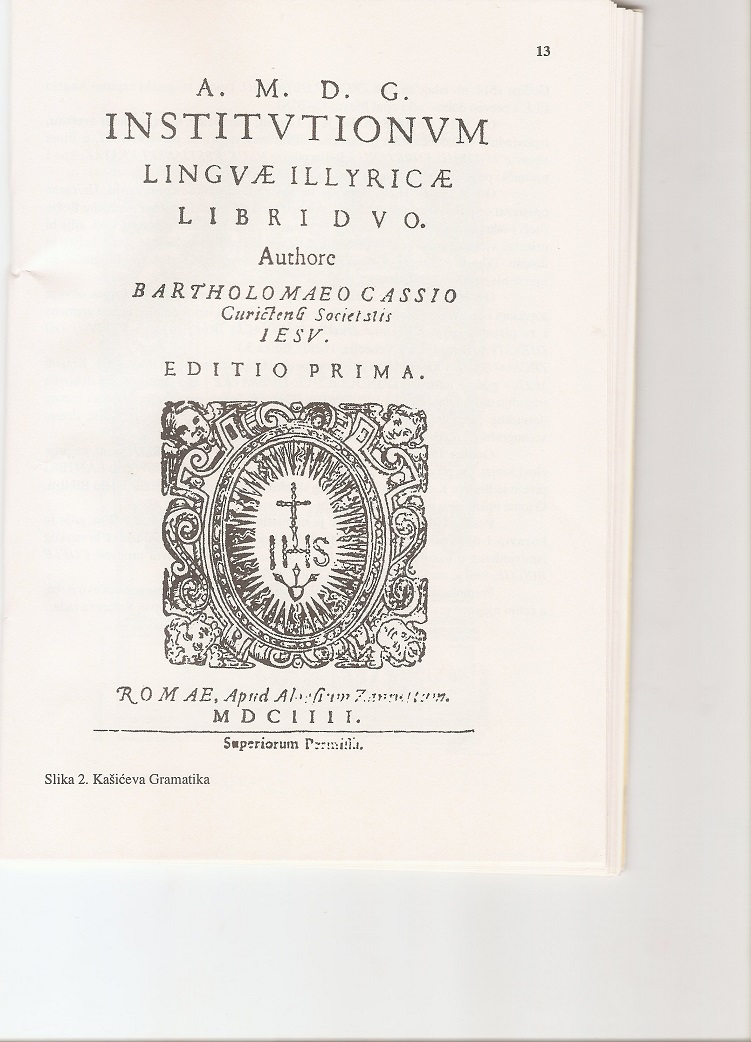 13
A. M. D. G.
INSTITVTIONVM
LINGVÆ ILLYRICÆ
LIBRI DVO.
Authore
BARTHOLOMAEO CASSIO
Curictensi Societatis
IESV.
EDITIO PRIMA.
IHS
ROMAE, Apud
MDCIIII.
Superiorum
Slika 2. Kašićeva Gramatika